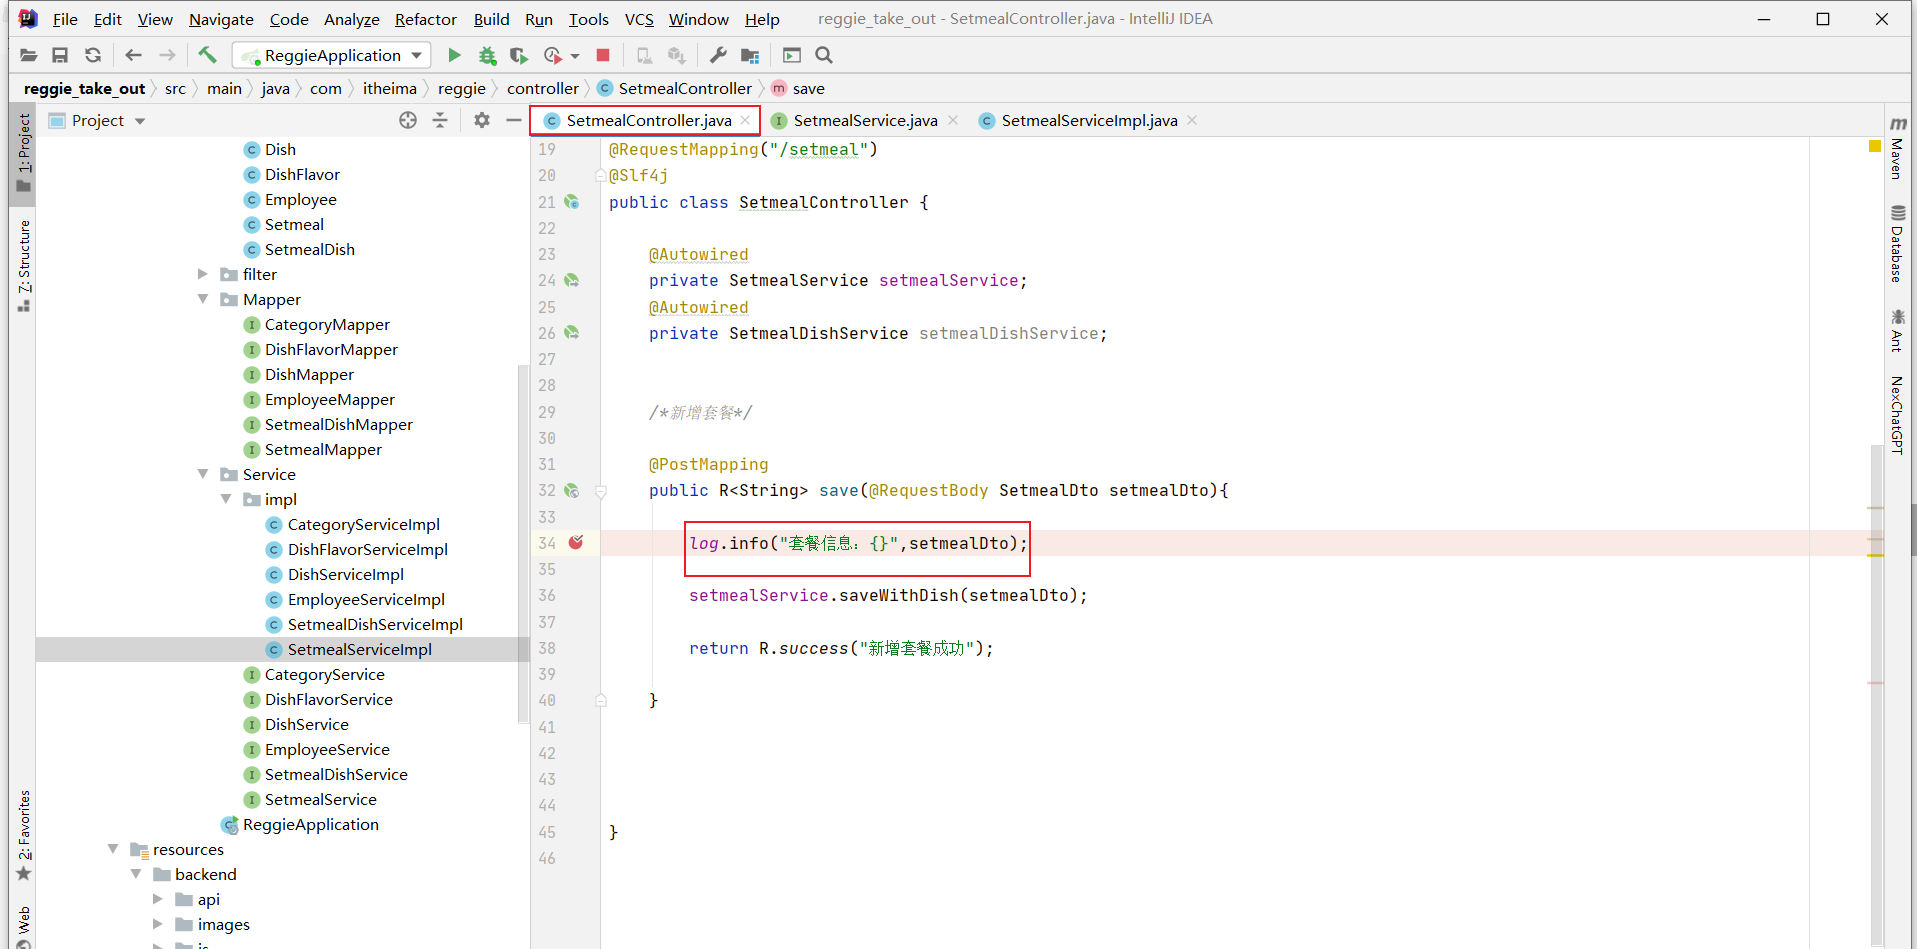 File Edit View Navigate Code Analyze Refactor Build Run Tools VCS Window Help reggie_take_out - SetmealController.java - IntelliJ IDEA
ReggieApplication
reggie_take_out src main java com itheima reggie controller SetmealController save
Project
SetmealController.java SetmealService.java SetmealServiceImpl.java
1: Project
7: Structure
2: Favorites
Web
Dish
DishFlavor
Employee
Setmeal
SetmealDish
filter
Mapper
CategoryMapper
DishFlavorMapper
DishMapper
EmployeeMapper
SetmealDishMapper
SetmealMapper
Service
impl
CategoryServiceImpl
DishFlavorServiceImpl
DishServiceImpl
EmployeeServiceImpl
SetmealDishServiceImpl
SetmealServiceImpl
CategoryService
DishFlavorService
DishService
EmployeeService
SetmealDishService
SetmealService
ReggieApplication
resources
backend
api
images
19 @RequestMapping("/setmeal")
20 @Slf4j
21 public class SetmealController {
22
23 @Autowired
24 private SetmealService setmealService;
25 @Autowired
26 private SetmealDishService setmealDishService;
27
28
29 /*新增套餐*/
30
31 @PostMapping
32 public R<String> save(@RequestBody SetmealDto setmealDto){
33
34 log.info("套餐信息：{}",setmealDto);
35
36 setmealService.saveWithDish(setmealDto);
37
38 return R.success("新增套餐成功");
39
40 }
41
42
43
44
45 }
46
Maven
Database
Ant
NexChatGPT